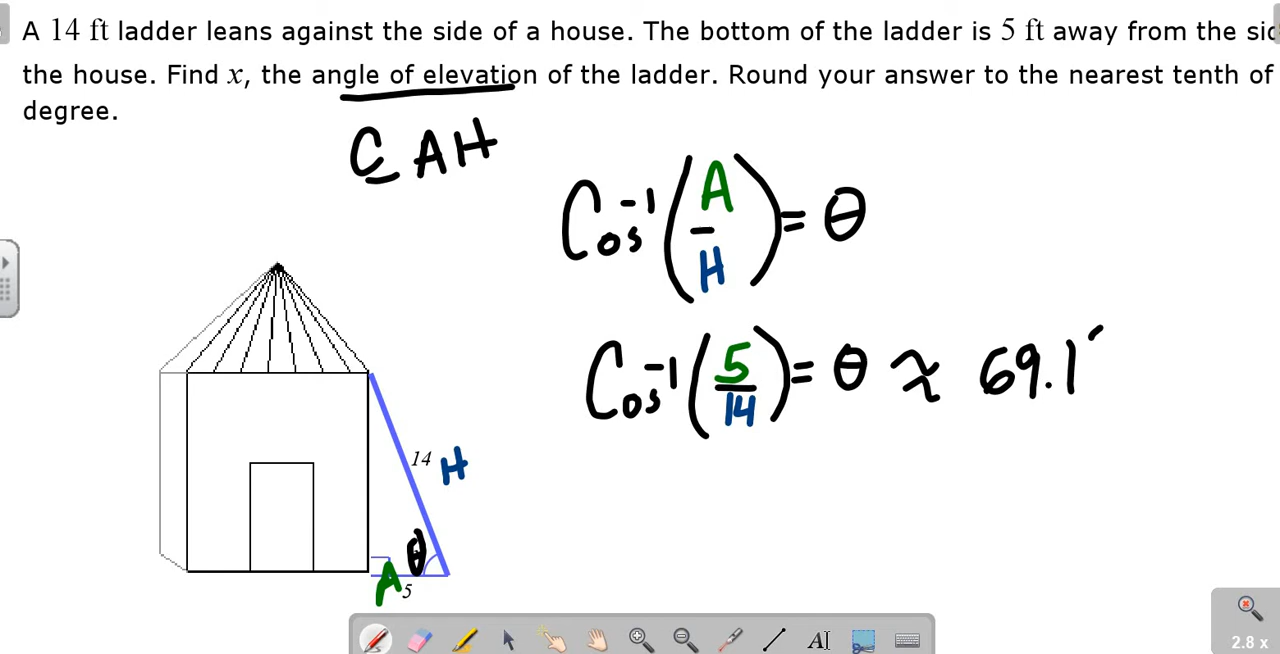 A 14 ft ladder leans against the side of a house. The bottom of the ladder is 5 ft away from the sid
the house. Find x, the angle of elevation of the ladder. Round your answer to the nearest tenth of
degree.
CAH
Cos⁻¹(A/H) = θ
Cos⁻¹(5/14) = θ ≈ 69.1
14 H
θ
A 5
AI
2.8 x